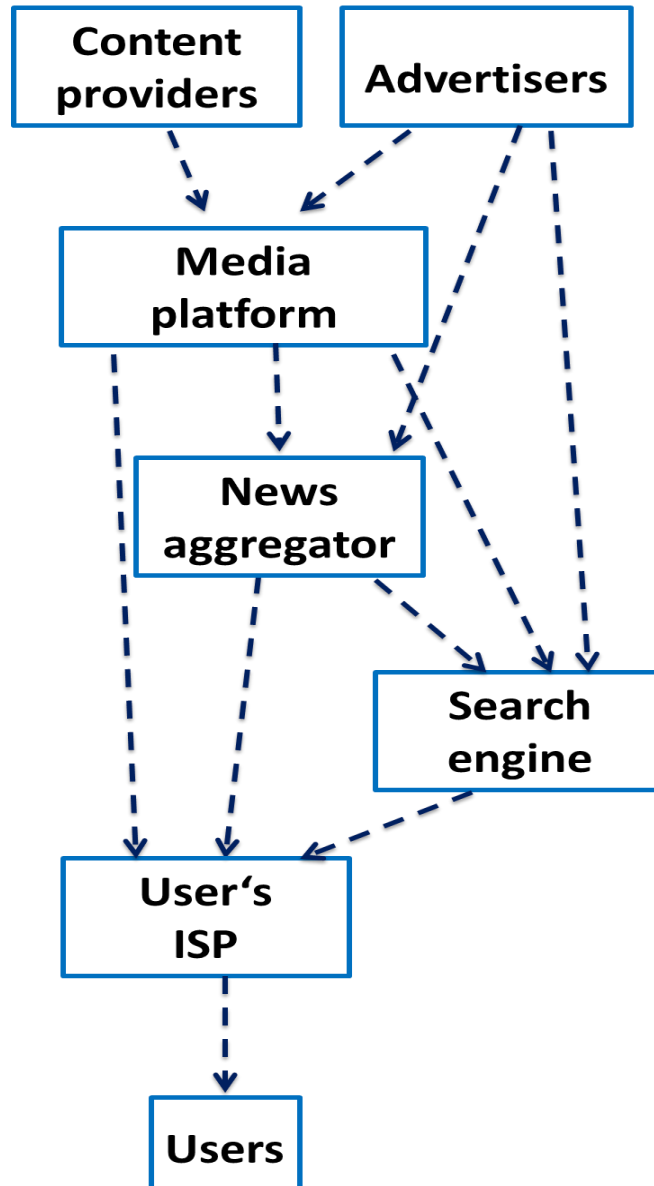 Content
providers
Advertisers
Media
platform
News
aggregator
Search
engine
User‘s
ISP
Users